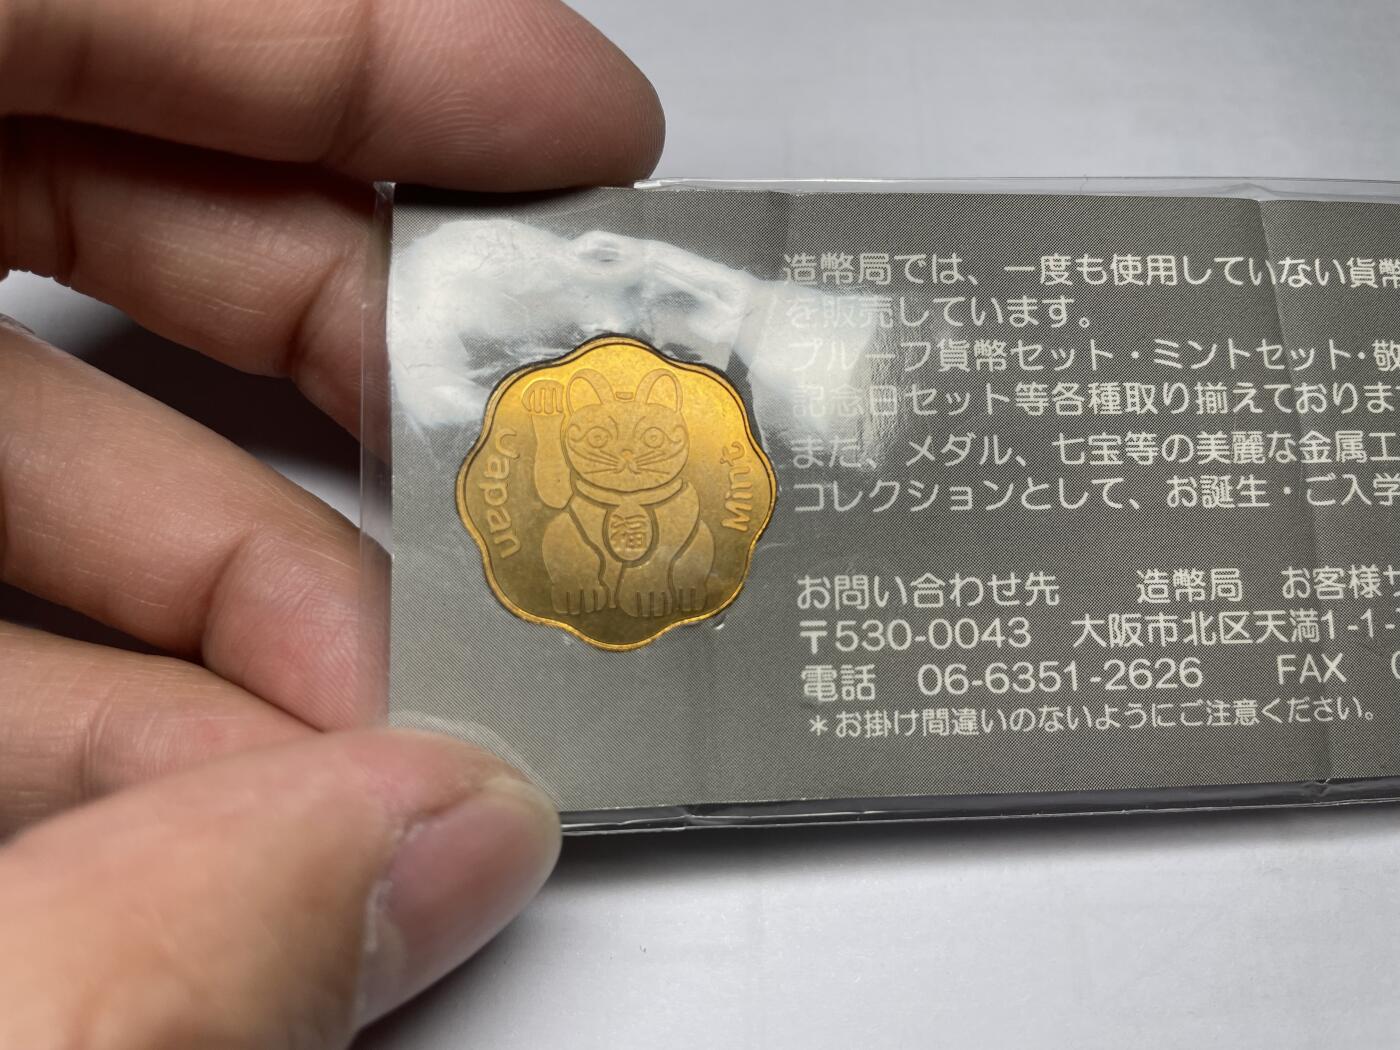 Japan
Mint
福
造幣局では、一度も使用していない貨幣
を販売しています。
プルーフ貨幣セット・ミントセット・敬
記念日セット等各種取り揃えておりま
また、メダル、七宝等の美麗な金属工
コレクションとして、お誕生・ご入学
お問い合わせ先　造幣局　お客様サ
〒530-0043　大阪市北区天満1-1-
電話　06-6351-2626　FAX　0
＊お掛け間違いのないようにご注意ください。